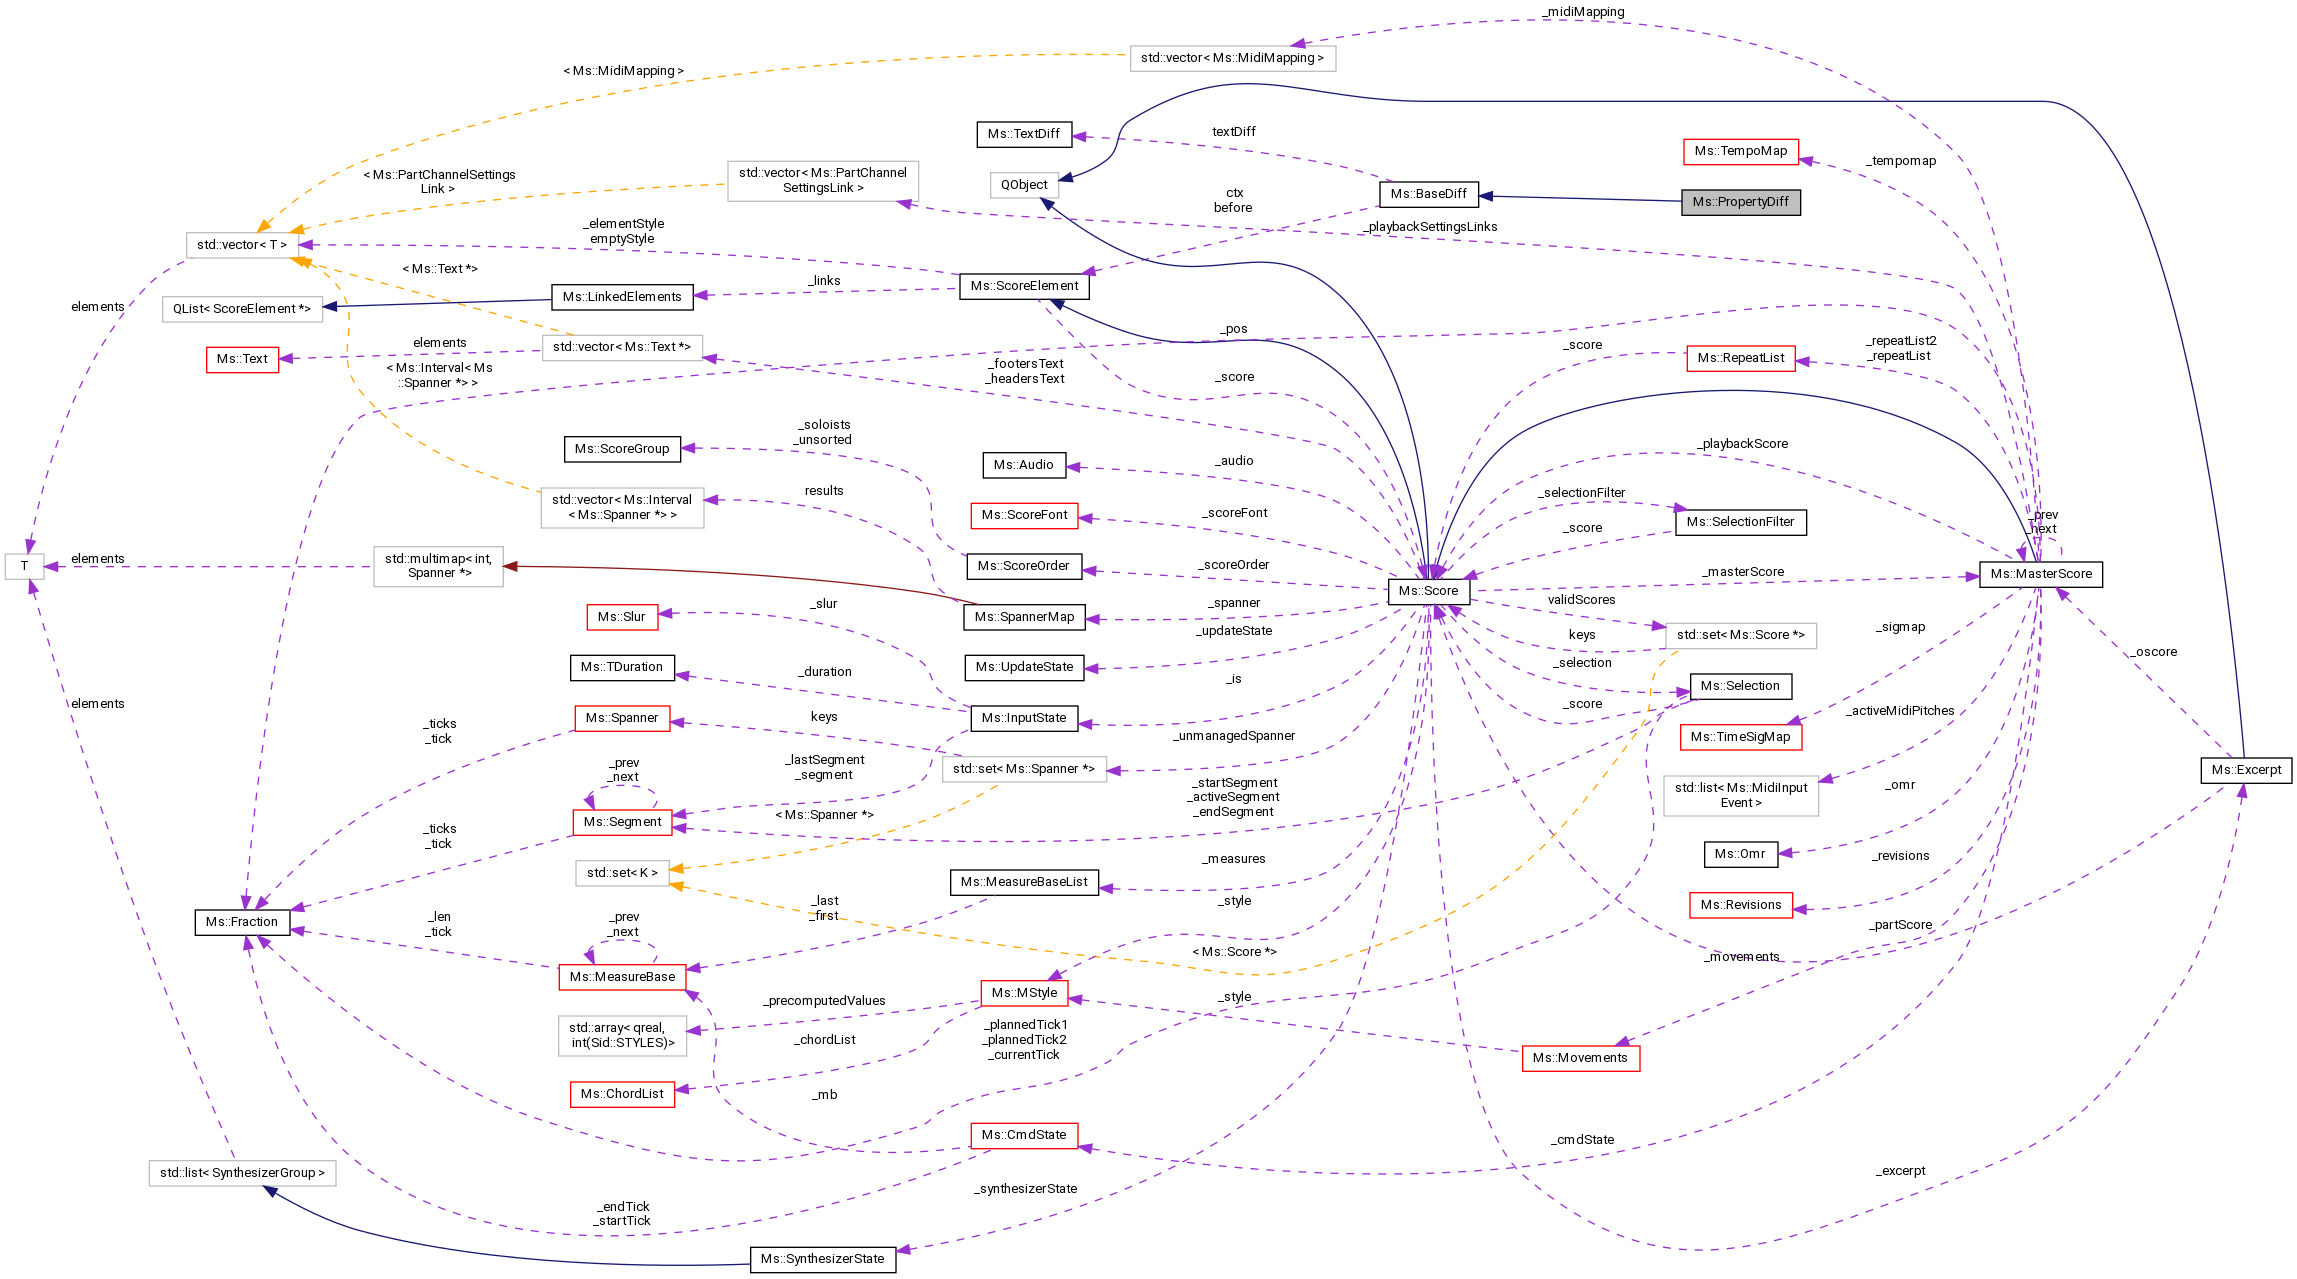 _midiMapping
std::vector< Ms::MidiMapping >
< Ms::MidiMapping >
Ms::TextDiff
textDiff
Ms::TempoMap
_tempomap
std::vector< Ms::PartChannel
SettingsLink >
< Ms::PartChannelSettings
Link >
QObject
ctx
before
Ms::BaseDiff
Ms::PropertyDiff
_playbackSettingsLinks
std::vector< T >
_elementStyle
emptyStyle
< Ms::Text *>
Ms::ScoreElement
_links
Ms::LinkedElements
QList< ScoreElement *>
elements
_pos
Ms::Text
elements
std::vector< Ms::Text *>
< Ms::Interval< Ms
::Spanner *> >
_footersText
_headersText
_score
_score
Ms::RepeatList
_repeatList2
_repeatList
_soloists
_unsorted
Ms::ScoreGroup
Ms::Audio
_audio
_playbackScore
std::vector< Ms::Interval
< Ms::Spanner *> >
results
Ms::ScoreFont
_scoreFont
_selectionFilter
_score
Ms::SelectionFilter
_prev
_next
T
elements
std::multimap< int,
Spanner *>
Ms::ScoreOrder
_scoreOrder
Ms::Score
_masterScore
Ms::MasterScore
Ms::Slur
_slur
Ms::SpannerMap
_spanner
validScores
keys
std::set< Ms::Score *>
_sigmap
Ms::TDuration
_duration
Ms::UpdateState
_updateState
_selection
Ms::Selection
_oscore
elements
_ticks
_tick
Ms::Spanner
keys
Ms::InputState
_is
_score
_activeMidiPitches
Ms::TimeSigMap
_unmanagedSpanner
_prev
_next
_lastSegment
_segment
std::set< Ms::Spanner *>
Ms::Excerpt
std::list< Ms::MidiInput
Event >
_omr
_startSegment
_activeSegment
_endSegment
Ms::Segment
< Ms::Spanner *>
_ticks
_tick
Ms::Omr
_revisions
std::set< K >
Ms::MeasureBaseList
_measures
Ms::Revisions
Ms::Fraction
_len
_tick
_prev
_next
_last
_first
_style
_partScore
< Ms::Score *>
_movements
Ms::MeasureBase
Ms::MStyle
_precomputedValues
_style
std::array< qreal,
int(Sid::STYLES)>
_chordList
_plannedTick1
_plannedTick2
_currentTick
Ms::Movements
Ms::ChordList
_mb
Ms::CmdState
_cmdState
std::list< SynthesizerGroup >
_excerpt
_synthesizerState
_endTick
_startTick
Ms::SynthesizerState